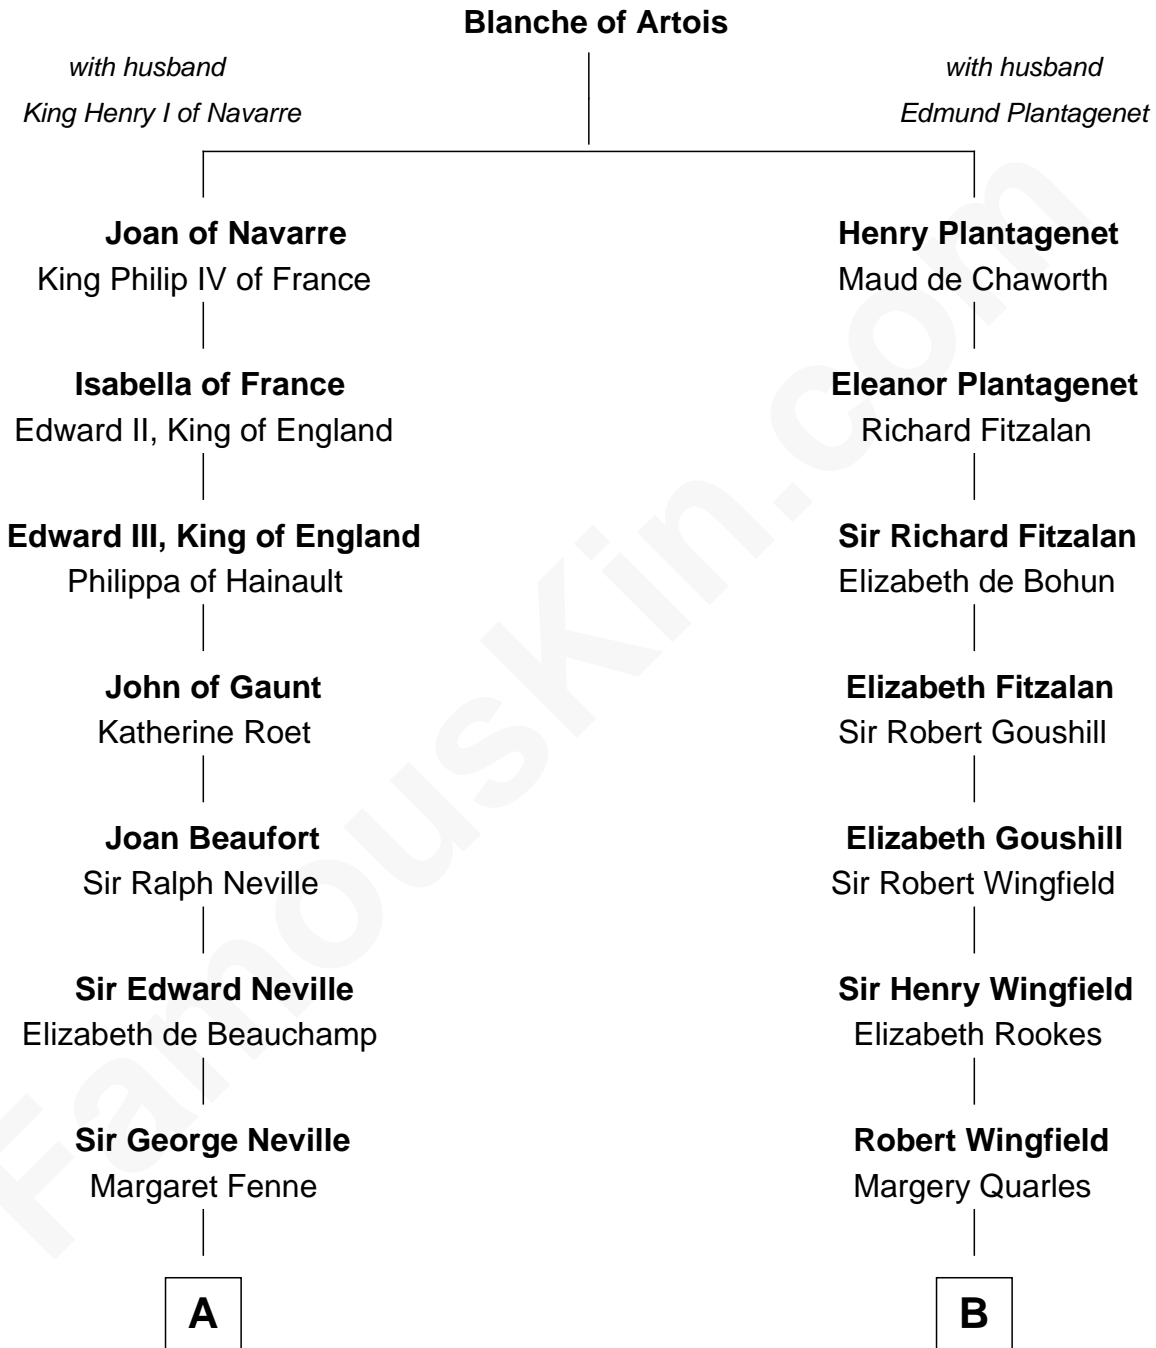 Blanche of Artois
with husband
King Henry I of Navarre
with husband
Edmund Plantagenet
Joan of Navarre
King Philip IV of France
Henry Plantagenet
Maud de Chaworth
Isabella of France
Edward II, King of England
Eleanor Plantagenet
Richard Fitzalan
Edward III, King of England
Philippa of Hainault
Sir Richard Fitzalan
Elizabeth de Bohun
John of Gaunt
Katherine Roet
Elizabeth Fitzalan
Sir Robert Goushill
Joan Beaufort
Sir Ralph Neville
Elizabeth Goushill
Sir Robert Wingfield
Sir Edward Neville
Elizabeth de Beauchamp
Sir Henry Wingfield
Elizabeth Rookes
Sir George Neville
Margaret Fenne
Robert Wingfield
Margery Quarles
A
B
FamousKin.com